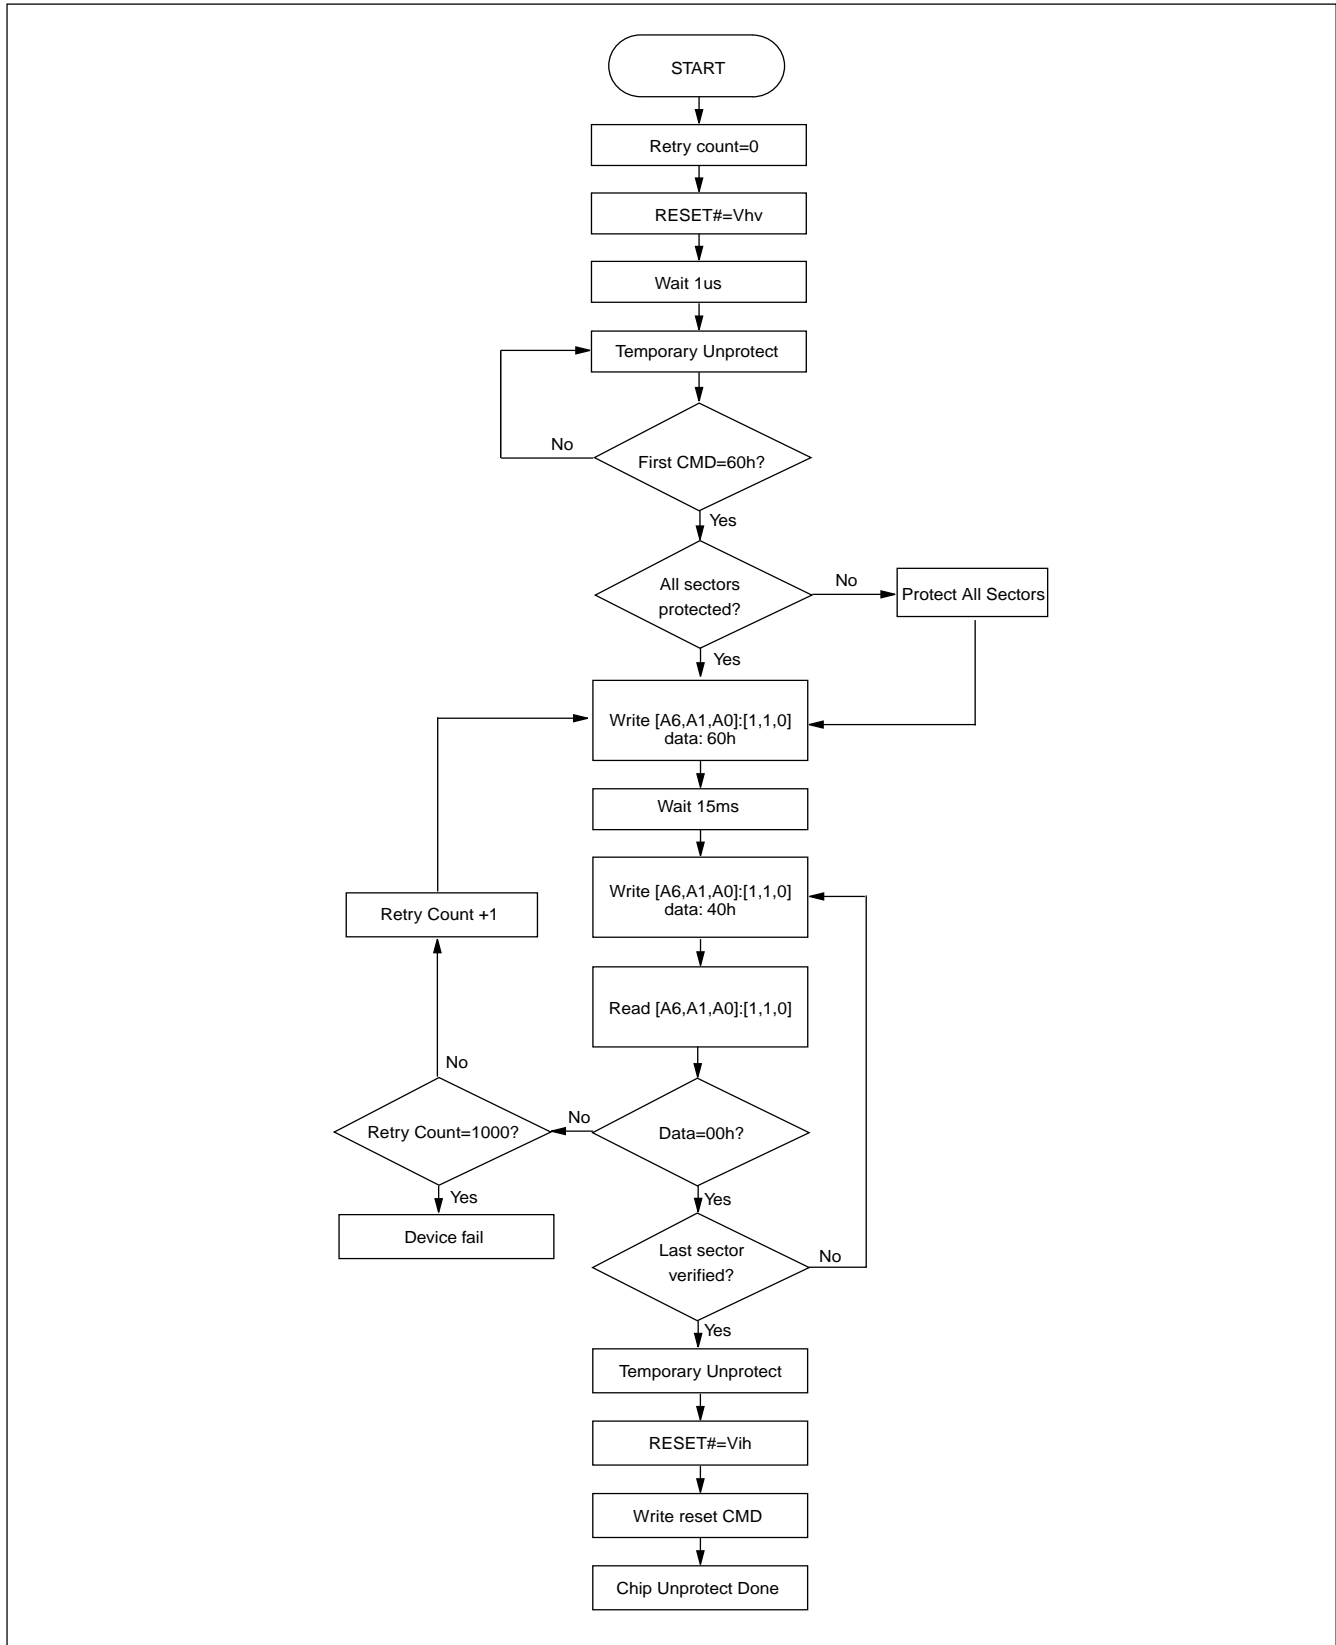 START
Retry count=0
RESET#=Vhv
Wait 1us
Temporary Unprotect
No
First CMD=60h?
Yes
All sectors
protected?
No
Protect All Sectors
Yes
Write [A6,A1,A0]:[1,1,0]
data: 60h
Wait 15ms
Write [A6,A1,A0]:[1,1,0]
data: 40h
Retry Count +1
Read [A6,A1,A0]:[1,1,0]
No
Retry Count=1000?
No
Data=00h?
Yes
Yes
Device fail
Last sector
verified?
No
Yes
Temporary Unprotect
RESET#=Vih
Write reset CMD
Chip Unprotect Done